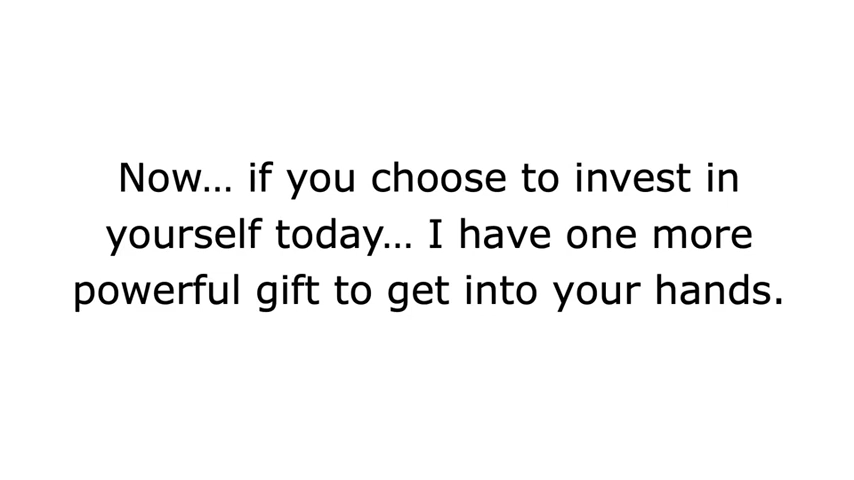 Now… if you choose to invest in
yourself today… I have one more
powerful gift to get into your hands.